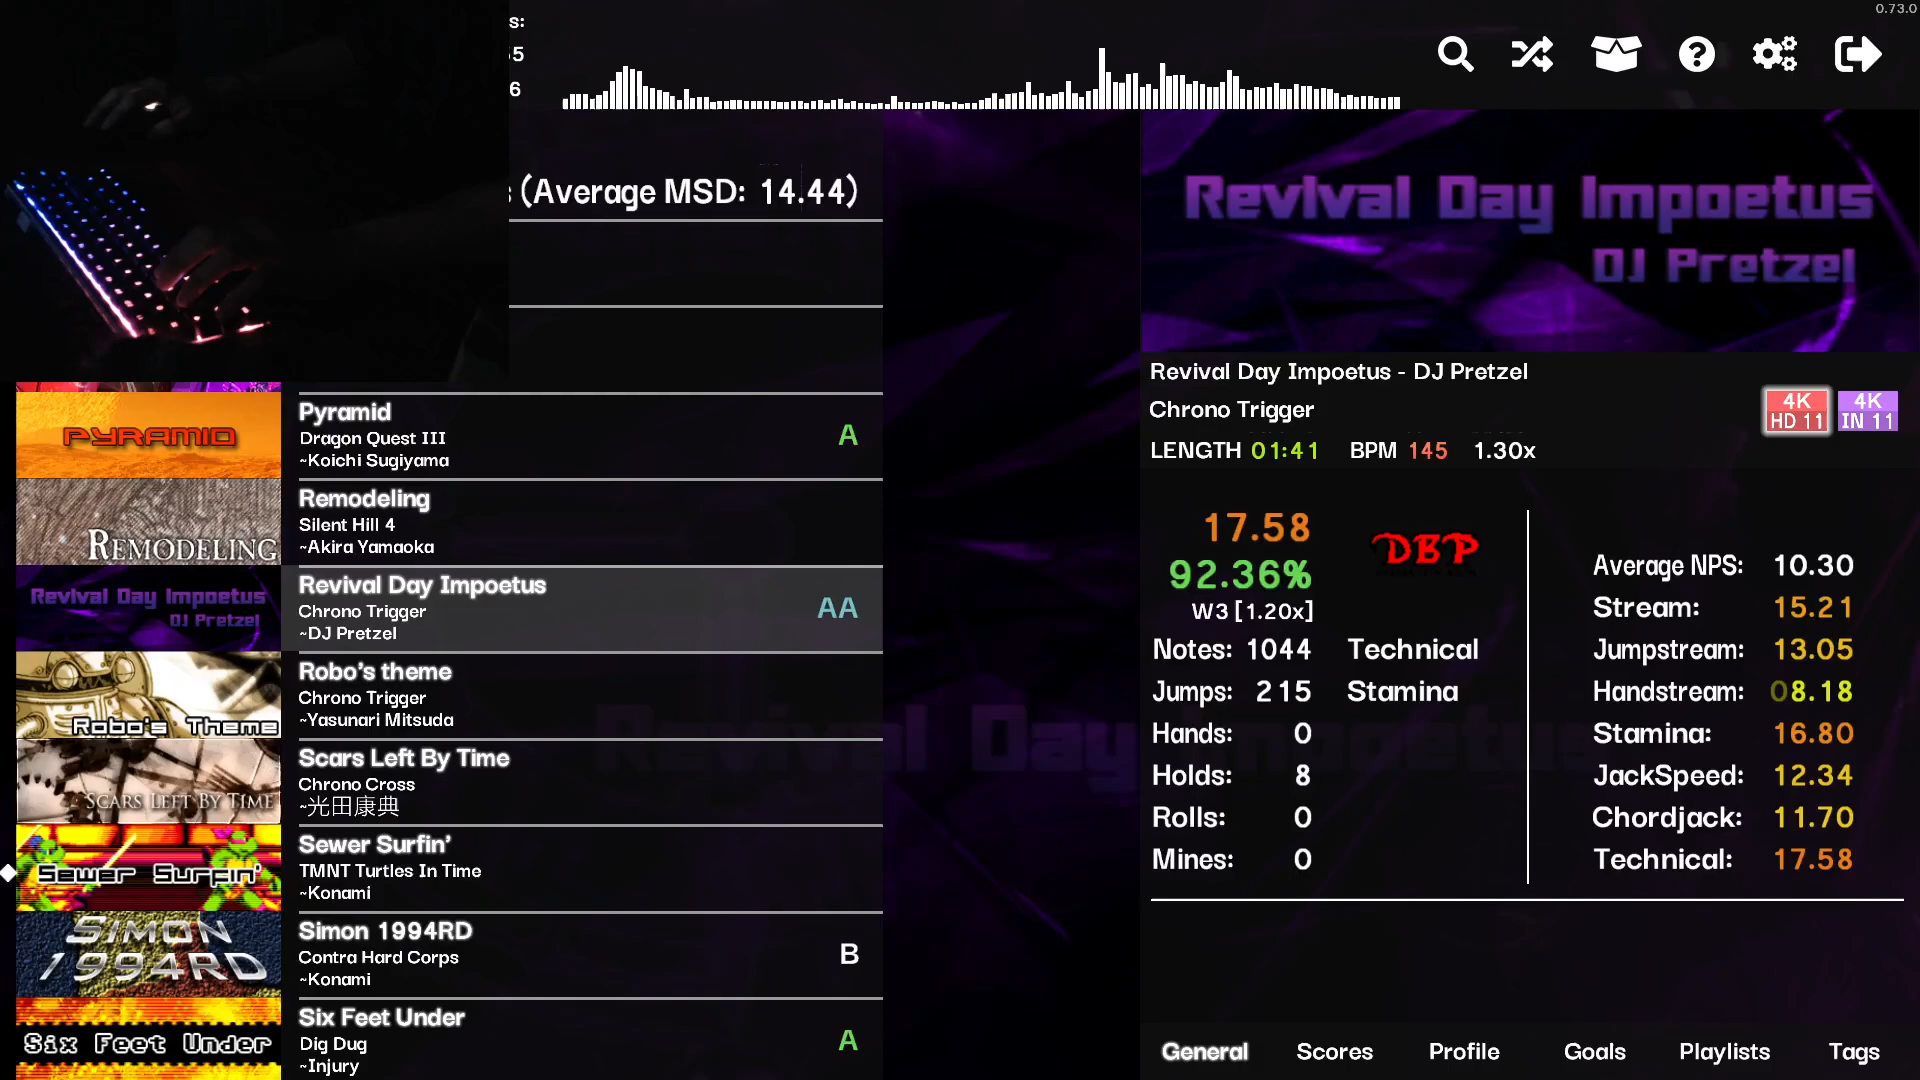 s:
55
6
0.73.0
(Average MSD: 14.44)
PYRAMID
Pyramid
Dragon Quest III
~Koichi Sugiyama
A
REMODELING
Remodeling
Silent Hill 4
~Akira Yamaoka
Revival Day Impoetus
DJ Pretzel
Revival Day Impoetus
Chrono Trigger
~DJ Pretzel
AA
Robo's Theme
Robo's theme
Chrono Trigger
~Yasunari Mitsuda
SCARS LEFT BY TIME
Scars Left By Time
Chrono Cross
~光田康典
Sewer Surfin'
Sewer Surfin'
TMNT Turtles In Time
~Konami
SIMON
1994RD
Simon 1994RD
Contra Hard Corps
~Konami
B
Six Feet Under
Six Feet Under
Dig Dug
~Injury
A
Revival Day Impoetus
Revival Day Impoetus
DJ Pretzel
Revival Day Impoetus - DJ Pretzel
Chrono Trigger
4K
HD 11
4K
IN 11
LENGTH 01:41 BPM 145 1.30x
17.58
92.36%
W3 [1.20x]
DBP
Notes: 1044
Jumps: 215
Hands: 0
Holds: 8
Rolls: 0
Mines: 0
Technical
Stamina
Average NPS: 10.30
Stream: 15.21
Jumpstream: 13.05
Handstream: 08.18
Stamina: 16.80
JackSpeed: 12.34
Chordjack: 11.70
Technical: 17.58
General Scores Profile Goals Playlists Tags